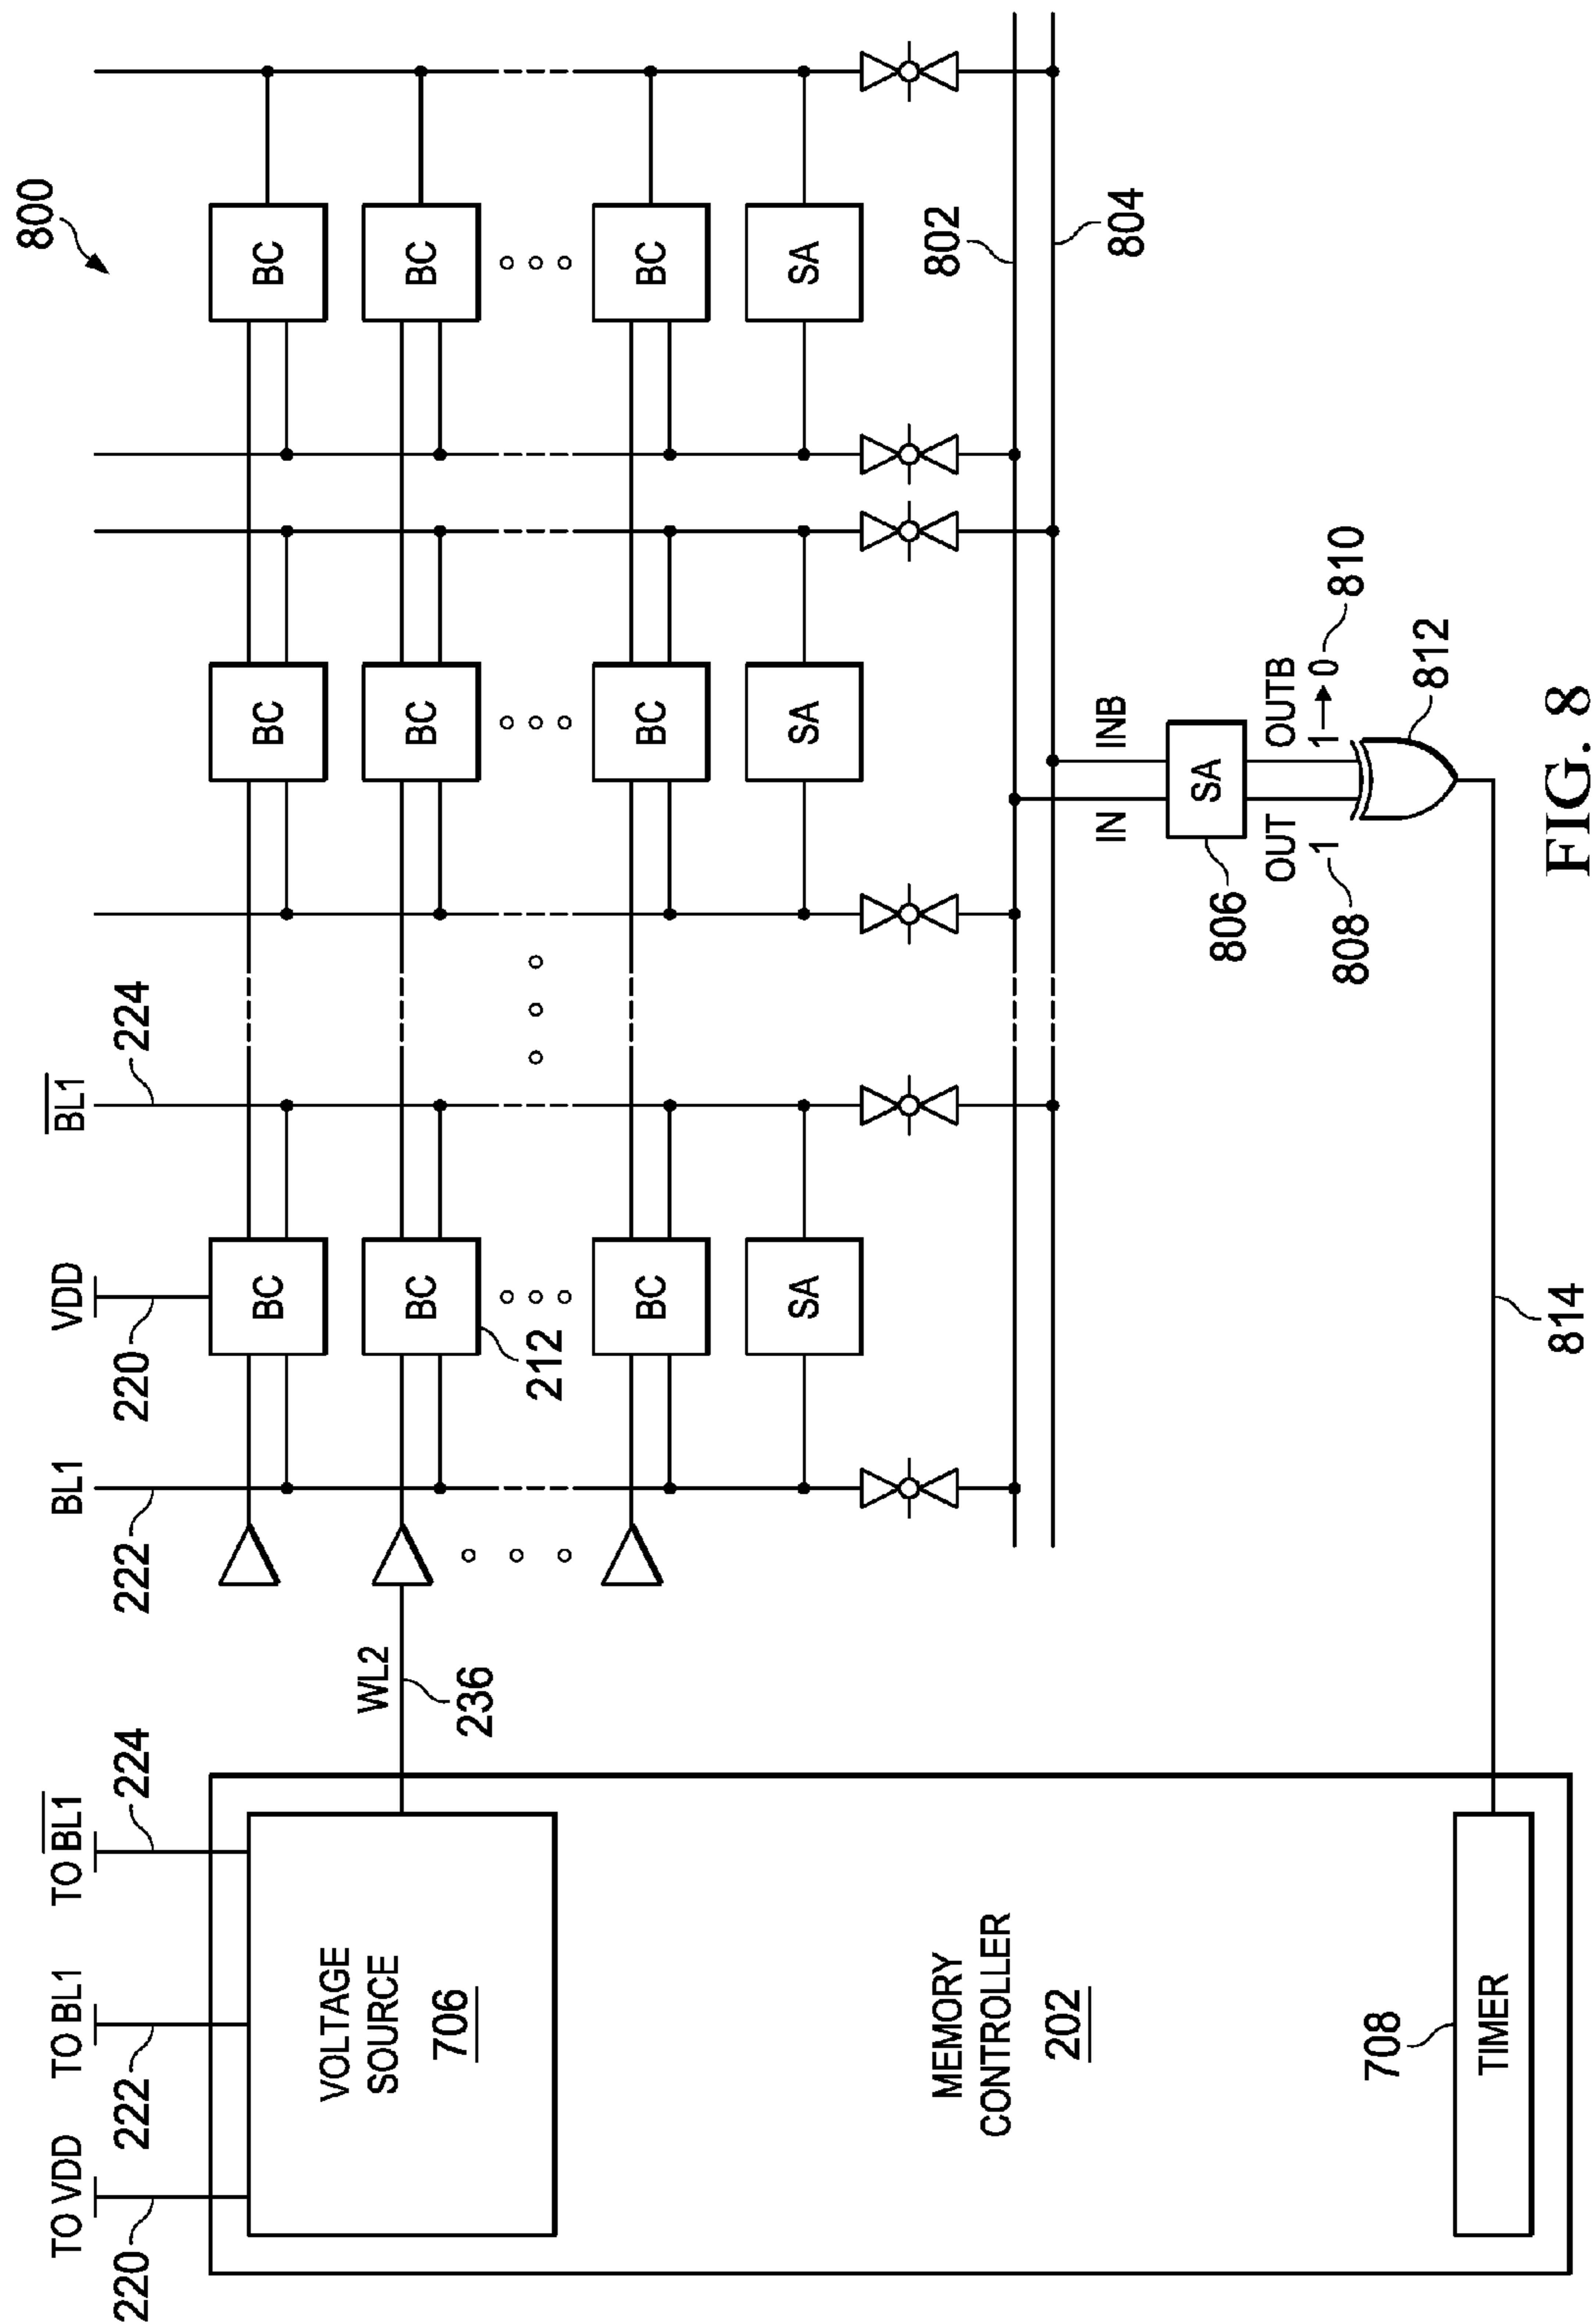 800
TO VDD
TO BL1
TO BL1
BL1
VDD
BL1
220
222
224
222
220
224
VOLTAGE
SOURCE
706
WL2
236
BC
BC
BC
BC
212
BC
BC
BC
BC
BC
SA
SA
SA
802
804
MEMORY
CONTROLLER
202
IN
INB
806
SA
OUT
OUTB
808
1
1
0
810
812
708
TIMER
814
FIG. 8